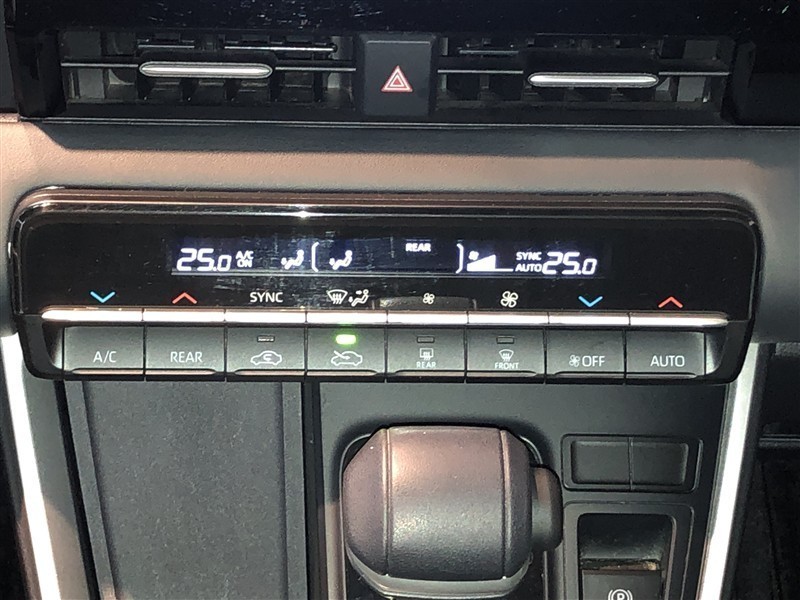 REAR
25.0 A/C ON SYNC AUTO 25.0
SYNC
A/C REAR REAR FRONT OFF AUTO
P